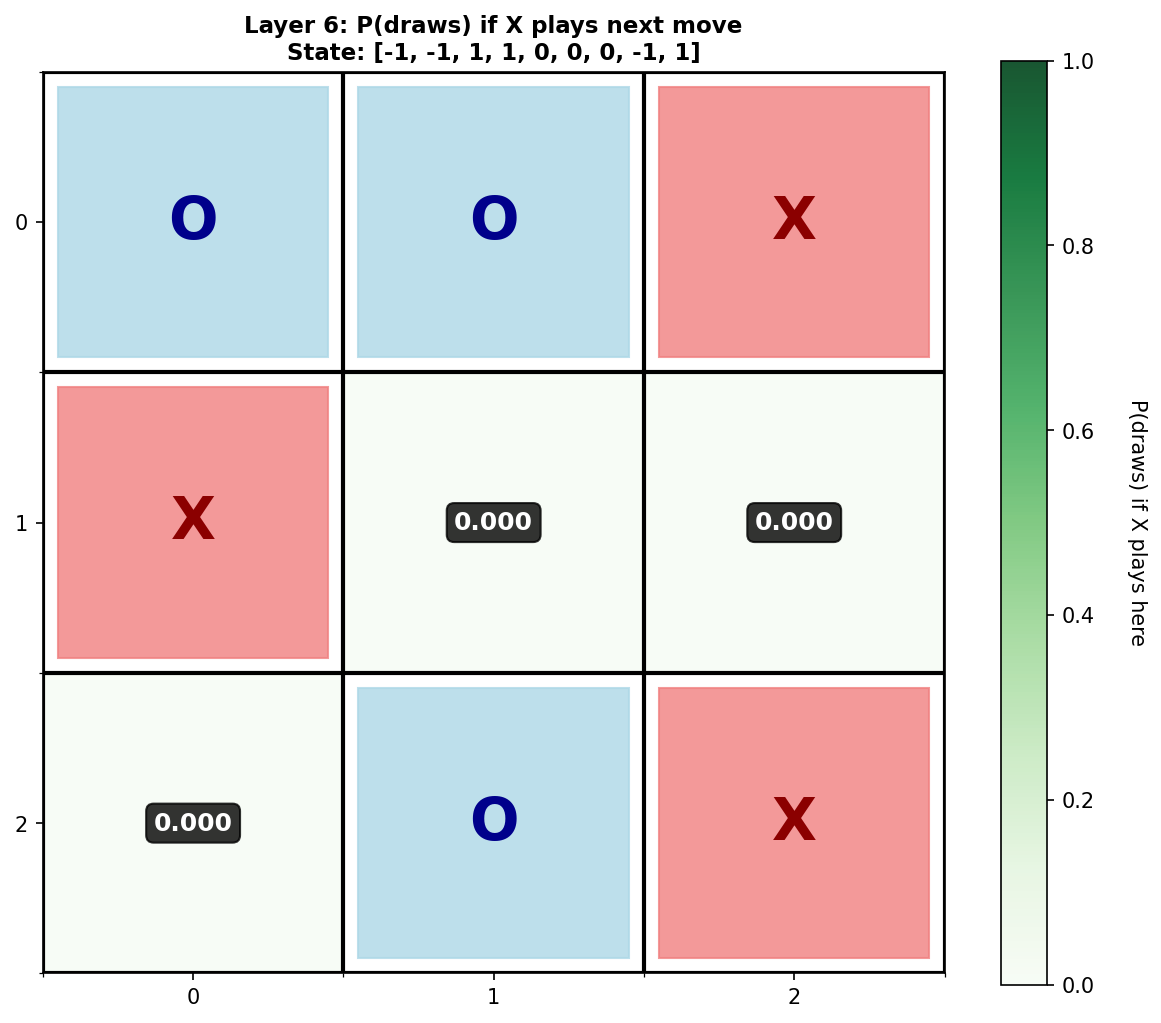 Layer 6: P(draws) if X plays next move
State: [-1, -1, 1, 1, 0, 0, 0, -1, 1]
O O X
0
X 0.000 0.000
1
0.000 O X
2
0 1 2
1.0
0.8
0.6
0.4
0.2
0.0
P(draws) if X plays here